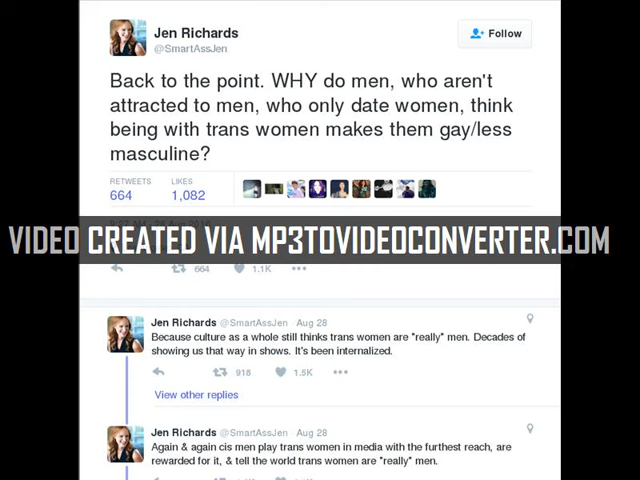 Jen Richards
@SmartAssJen
Follow
Back to the point. WHY do men, who aren't
attracted to men, who only date women, think
being with trans women makes them gay/less
masculine?
RETWEETS LIKES
664 1,082
VIDEO CREATED VIA MP3TOVIDEOCONVERTER.COM
664 1.1K
Jen Richards @SmartAssJen Aug 28
Because culture as a whole still thinks trans women are "really" men. Decades of
showing us that way in shows. It's been internalized.
918 1.5K
View other replies
Jen Richards @SmartAssJen Aug 28
Again & again cis men play trans women in media with the furthest reach, are
rewarded for it, & tell the world trans women are "really" men.